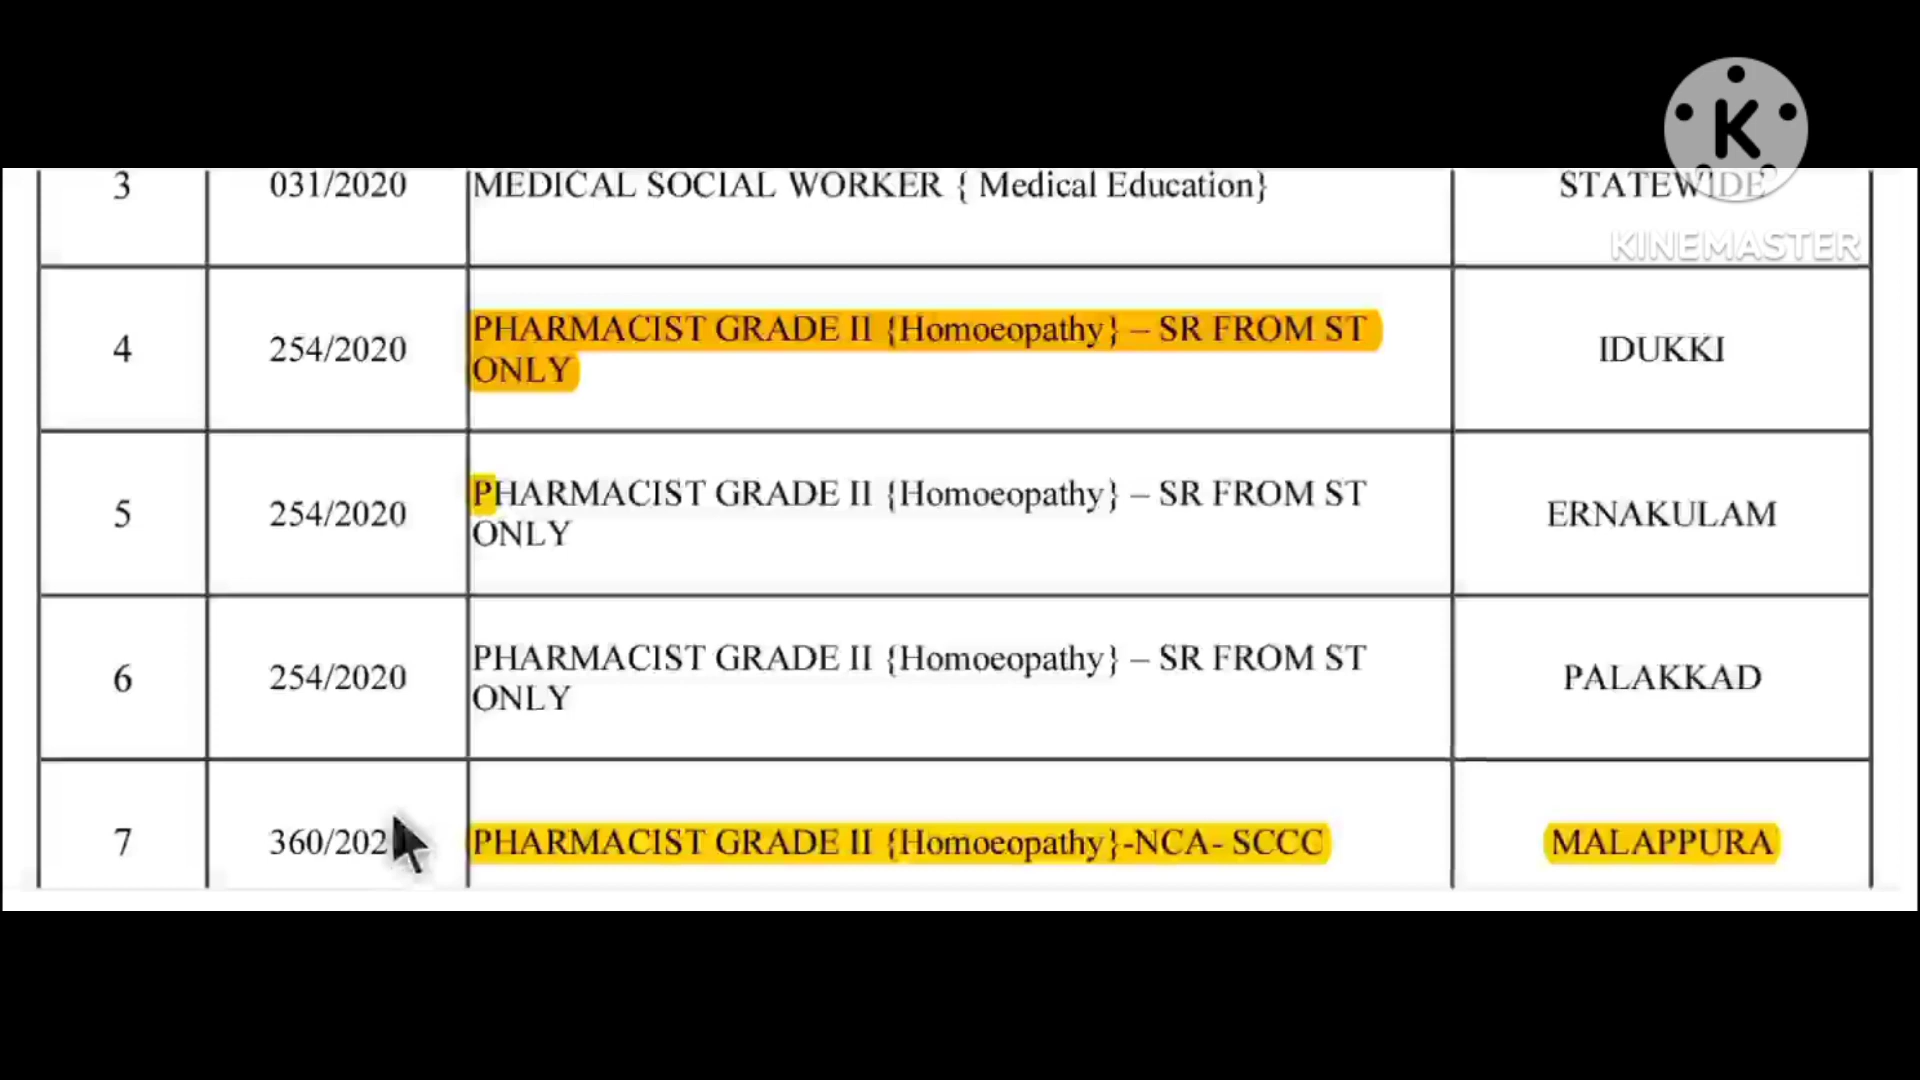 K
KINEMASTER
3 031/2020 MEDICAL SOCIAL WORKER { Medical Education} STATEWIDE
4 254/2020 PHARMACIST GRADE II {Homoeopathy} – SR FROM ST
ONLY IDUKKI
5 254/2020 PHARMACIST GRADE II {Homoeopathy} – SR FROM ST
ONLY ERNAKULAM
6 254/2020 PHARMACIST GRADE II {Homoeopathy} – SR FROM ST
ONLY PALAKKAD
7 PHARMACIST GRADE II {Homoeopathy}-NCA- SCCC MALAPPURA